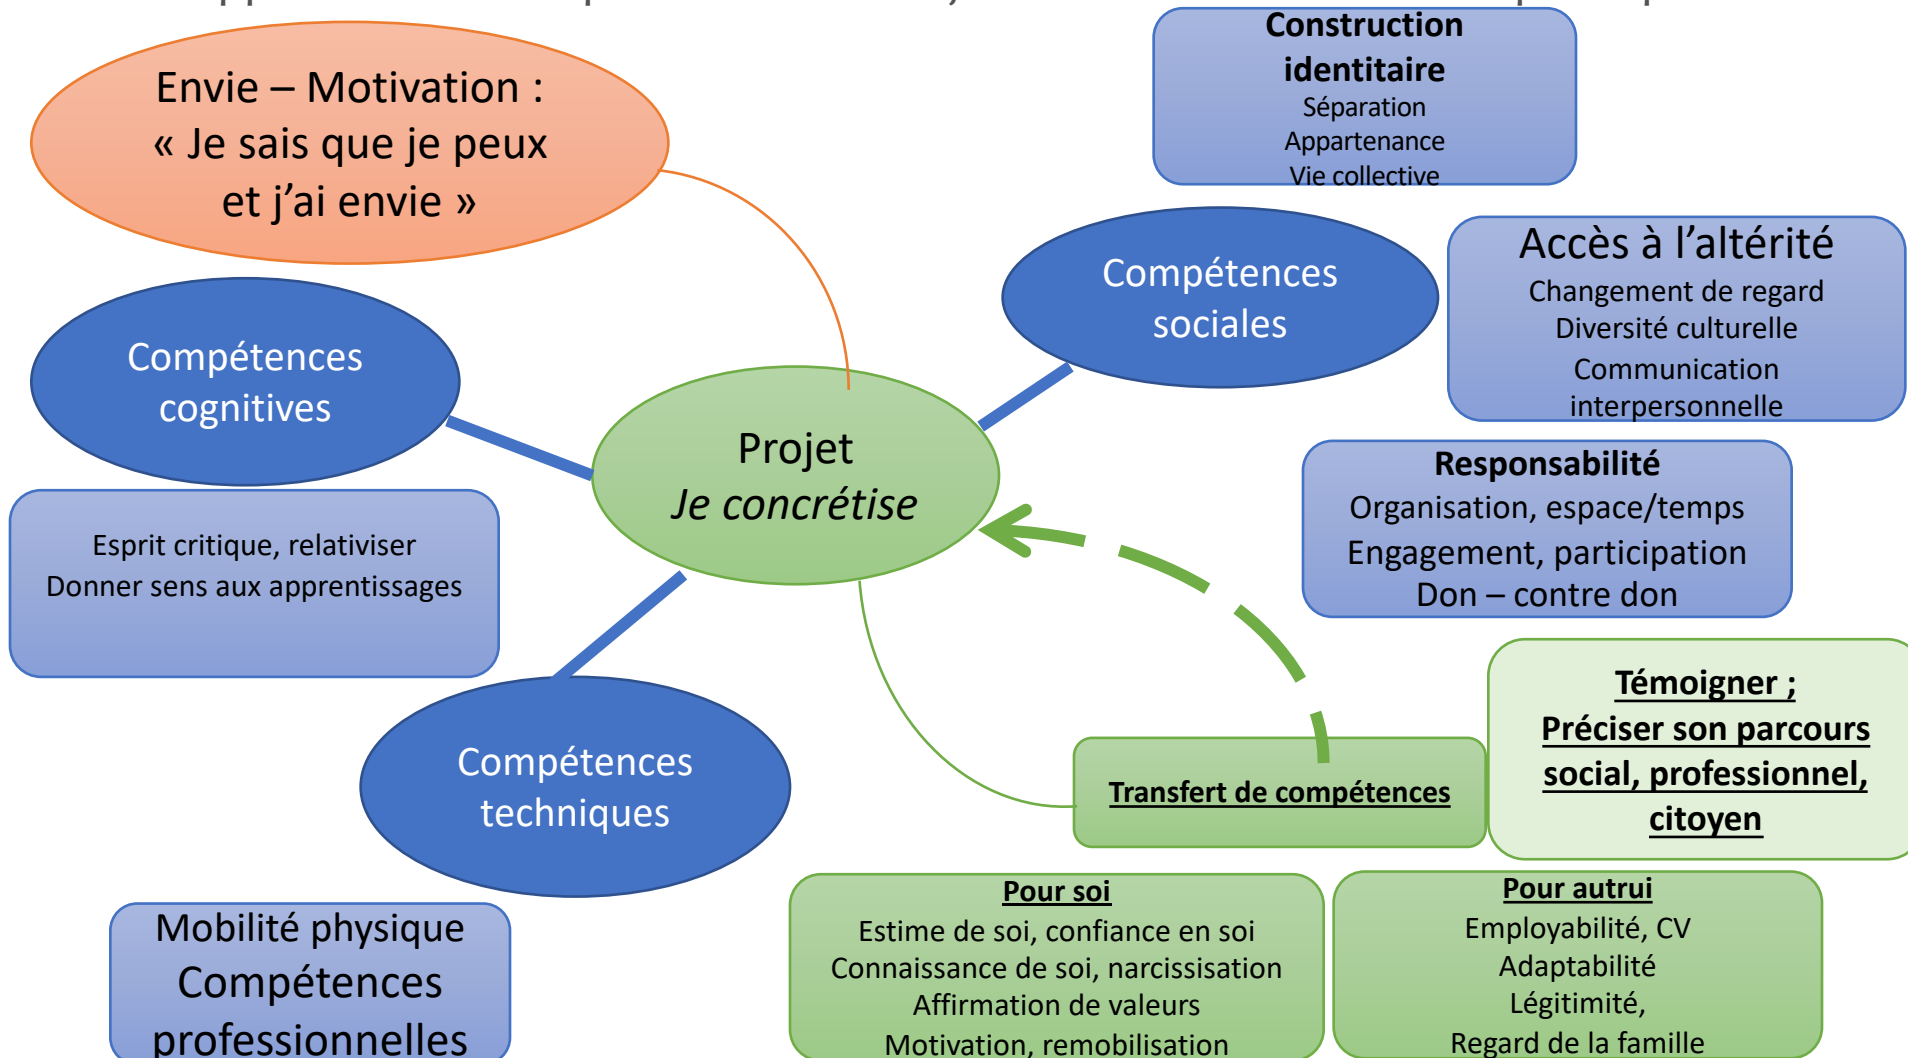 Envie – Motivation :
« Je sais que je peux
et j’ai envie »
Construction
identitaire
Séparation
Appartenance
Vie collective
Compétences
sociales
Accès à l’altérité
Changement de regard
Diversité culturelle
Communication
interpersonnelle
Compétences
cognitives
Projet
Je concrétise
Responsabilité
Organisation, espace/temps
Engagement, participation
Don – contre don
Esprit critique, relativiser
Donner sens aux apprentissages
Témoigner ;
Préciser son parcours
social, professionnel,
citoyen
Compétences
techniques
Transfert de compétences
Mobilité physique
Compétences
professionnelles
Pour soi
Estime de soi, confiance en soi
Connaissance de soi, narcissisation
Affirmation de valeurs
Motivation, remobilisation
Pour autrui
Employabilité, CV
Adaptabilité
Légitimité,
Regard de la famille